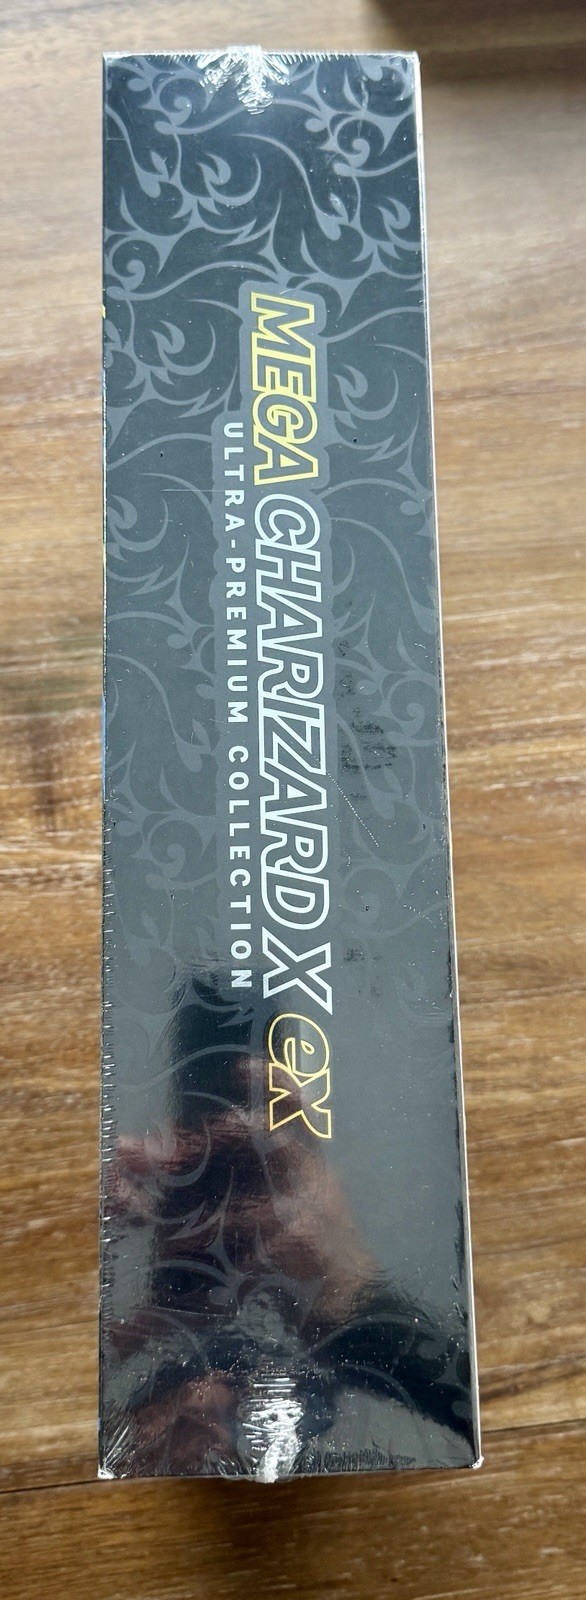 MEGA CHARIZARD X ex
ULTRA-PREMIUM COLLECTION